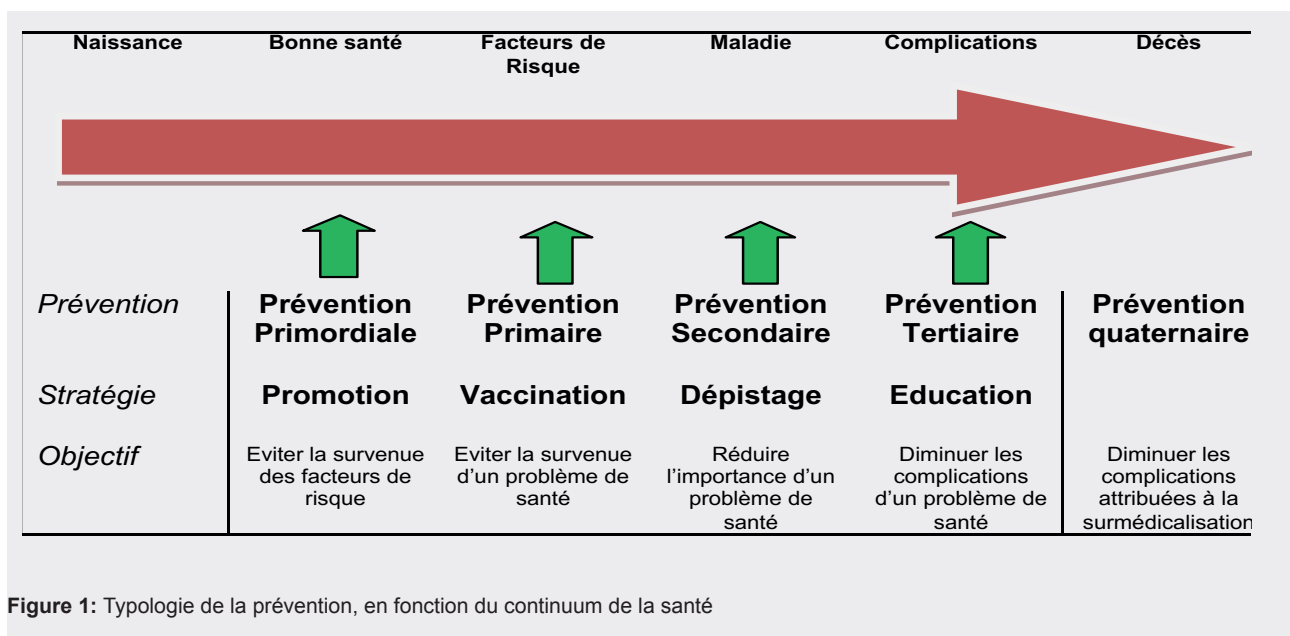 Naissance Bonne santé Facteurs de Maladie Complications Décès
Risque
Prévention Prévention Prévention Prévention Prévention Prévention
Primordiale Primaire Secondaire Tertiaire quaternaire
Stratégie Promotion Vaccination Dépistage Education
Objectif Eviter la survenue Eviter la survenue Réduire Diminuer les Diminuer les
des facteurs de d’un problème de l’importance d’un complications complications
risque santé problème de d’un problème de attribuées à la
santé santé surmédicalisation
Figure 1: Typologie de la prévention, en fonction du continuum de la santé